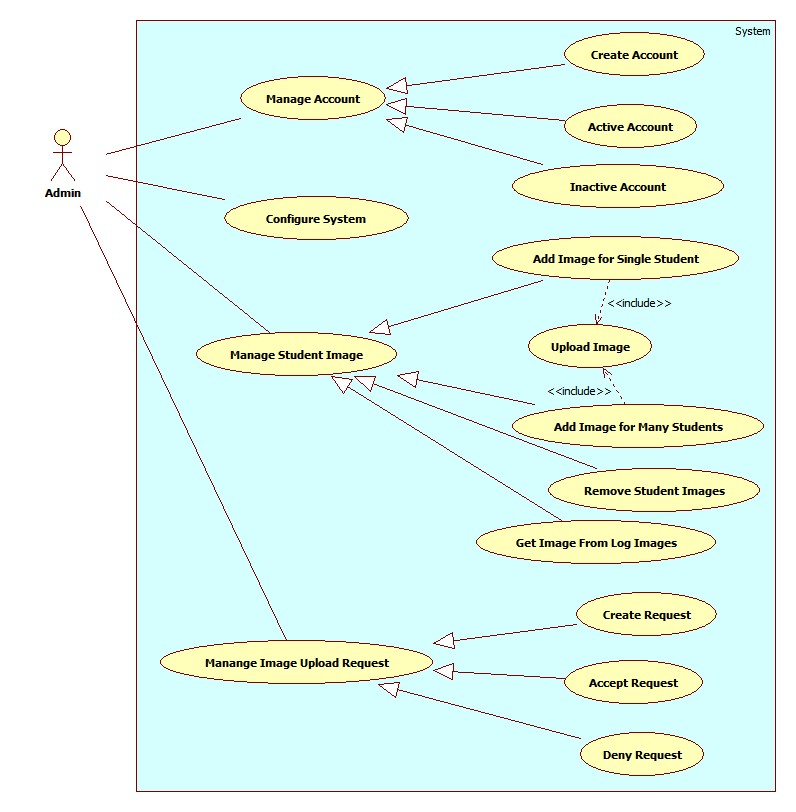 System
Create Account
Manage Account
Active Account
Admin
Inactive Account
Configure System
Add Image for Single Student
<<include>>
Manage Student Image
Upload Image
<<include>>
Add Image for Many Students
Remove Student Images
Get Image From Log Images
Create Request
Manange Image Upload Request
Accept Request
Deny Request